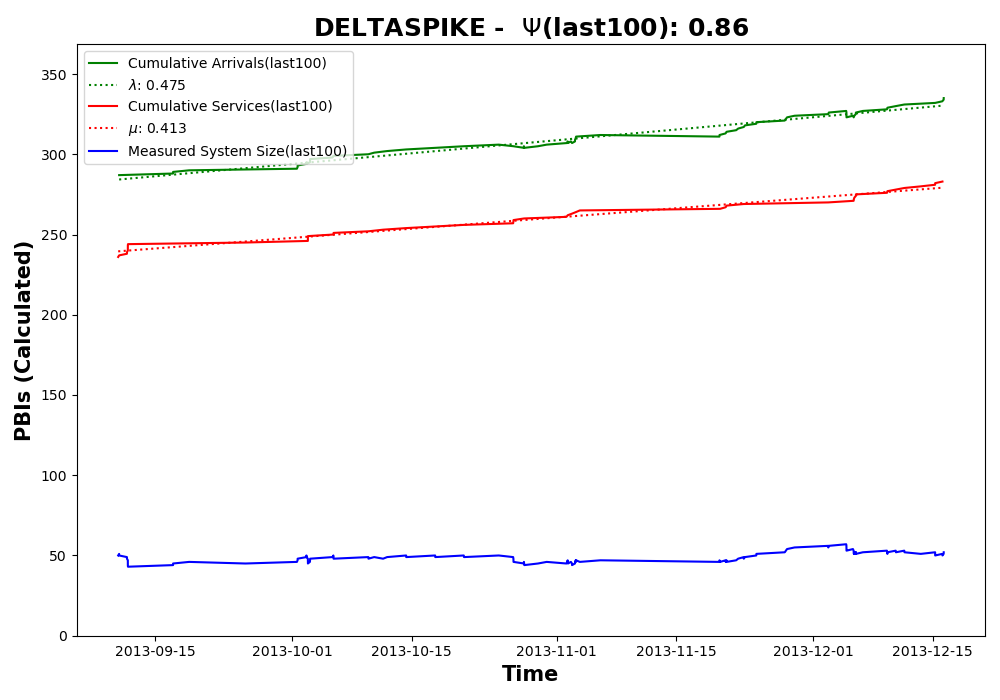 DELTASPIKE - Ψ(last100): 0.86
Cumulative Arrivals(last100)
λ: 0.475
Cumulative Services(last100)
μ: 0.413
Measured System Size(last100)
PBIs (Calculated)
350
300
250
200
150
100
50
0
2013-09-15 2013-10-01 2013-10-15 2013-11-01 2013-11-15 2013-12-01 2013-12-15
Time